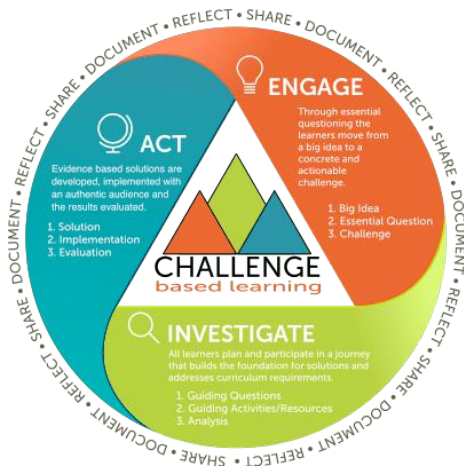 REFLECT • SHARE • DOCUMENT • REFLECT • SHARE • DOCUMENT • REFLECT • SHARE • DOCUMENT • REFLECT • SHARE • DOCUMENT • REFLECT • SHARE • DOCUMENT • REFLECT • SHARE • DOCUMENT •
ENGAGE
Through essential
questioning the
learners move from
a big idea to a
concrete and
actionable
challenge.
1. Big Idea
2. Essential Question
3. Challenge
ACT
Evidence based solutions are
developed, implemented with
an authentic audience and
the results evaluated.
1. Solution
2. Implementation
3. Evaluation
CHALLENGE
based learning
INVESTIGATE
All learners plan and participate in a journey
that builds the foundation for solutions and
addresses curriculum requirements.
1. Guiding Questions
2. Guiding Activities/Resources
3. Analysis